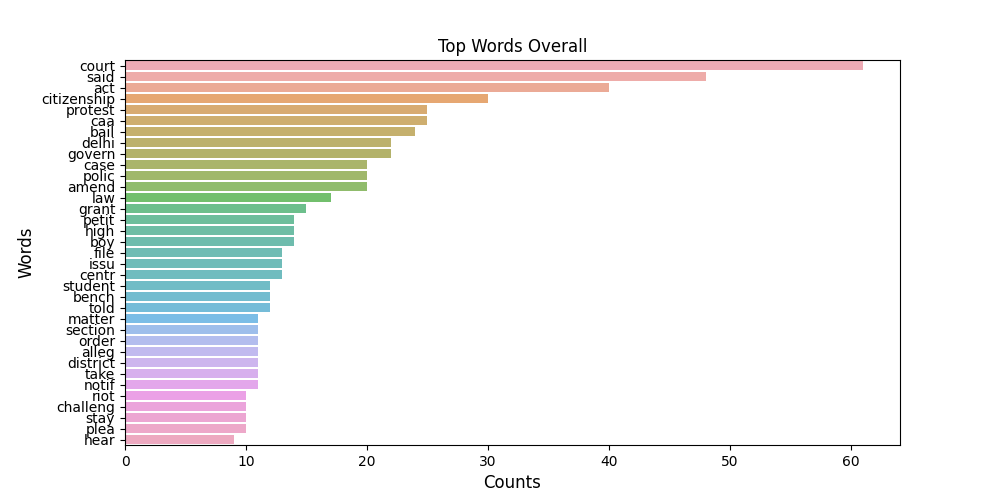 Top Words Overall
court
said
act
citizenship
protest
caa
bail
delhi
govern
case
polic
amend
law
grant
petit
high
boy
file
issu
centr
student
bench
told
matter
section
order
alleg
district
take
notif
riot
challeng
stay
plea
hear
Words
0 10 20 30 40 50 60
Counts